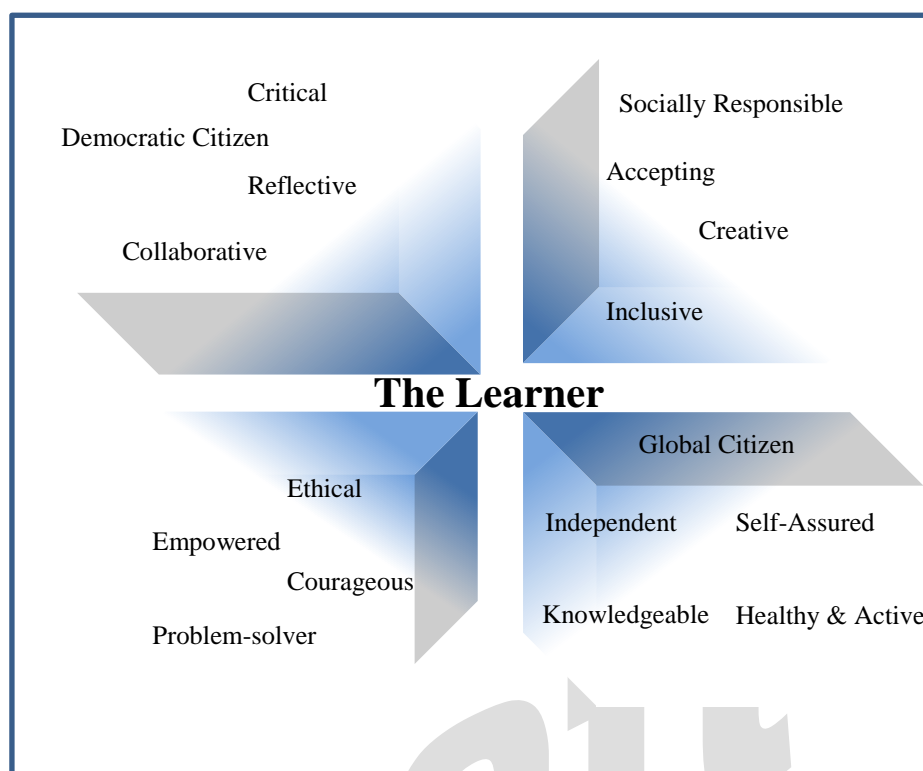 Critical
Democratic Citizen
Reflective
Collaborative
Socially Responsible
Accepting
Creative
Inclusive
The Learner
Ethical
Empowered
Courageous
Problem-solver
Global Citizen
Independent
Self-Assured
Knowledgeable
Healthy & Active